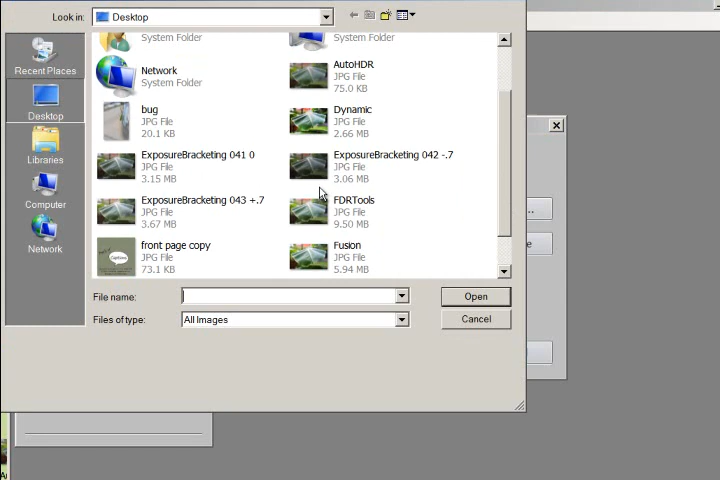 Look in:
Desktop
Recent Places
Desktop
Libraries
Computer
Network
System Folder
System Folder
Network
System Folder
AutoHDR
JPG File
75.0 KB
bug
JPG File
20.1 KB
Dynamic
JPG File
2.66 MB
ExposureBracketing 041 0
JPG File
3.15 MB
ExposureBracketing 042 -.7
JPG File
3.06 MB
ExposureBracketing 043 +.7
JPG File
3.67 MB
FDRTools
JPG File
9.50 MB
front page copy
JPG File
73.1 KB
Fusion
JPG File
5.94 MB
File name:
Open
Files of type:
All Images
Cancel
...
e